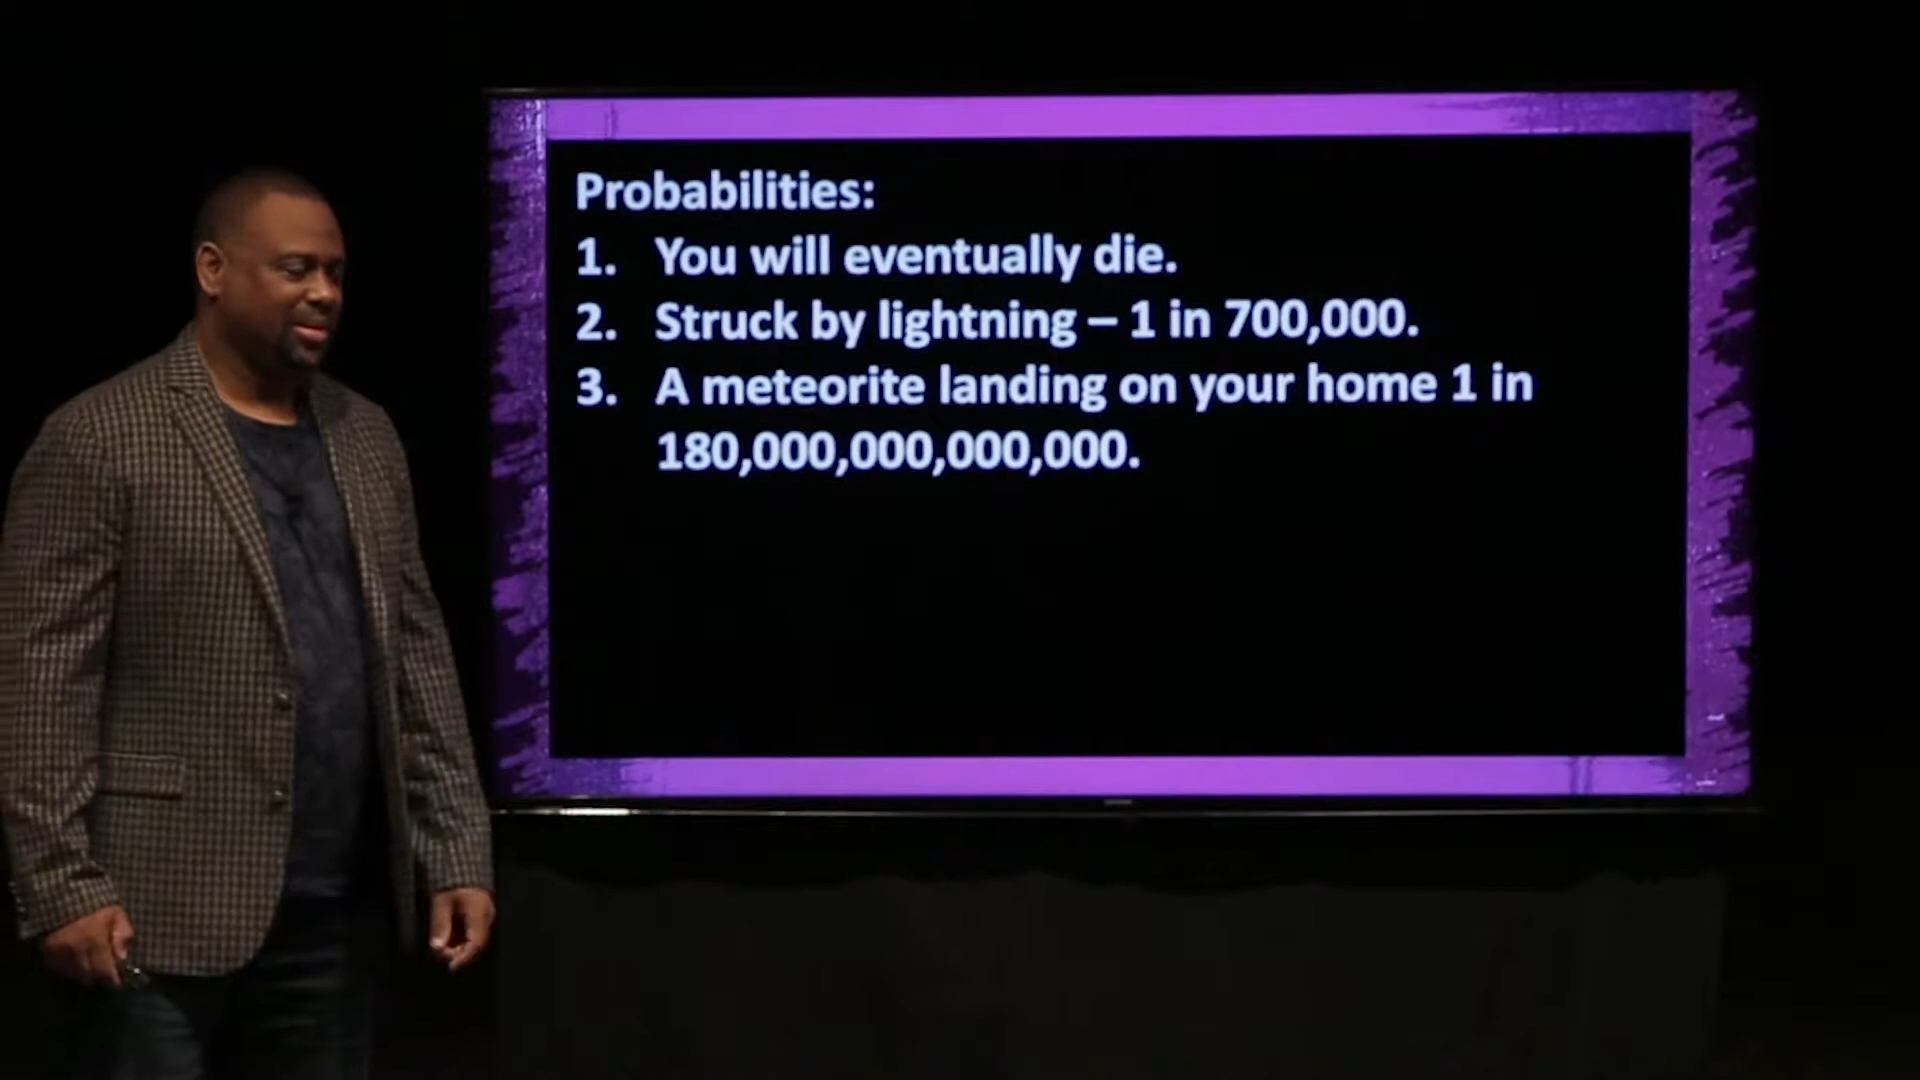 Probabilities:
1. You will eventually die.
2. Struck by lightning – 1 in 700,000.
3. A meteorite landing on your home 1 in
180,000,000,000,000.